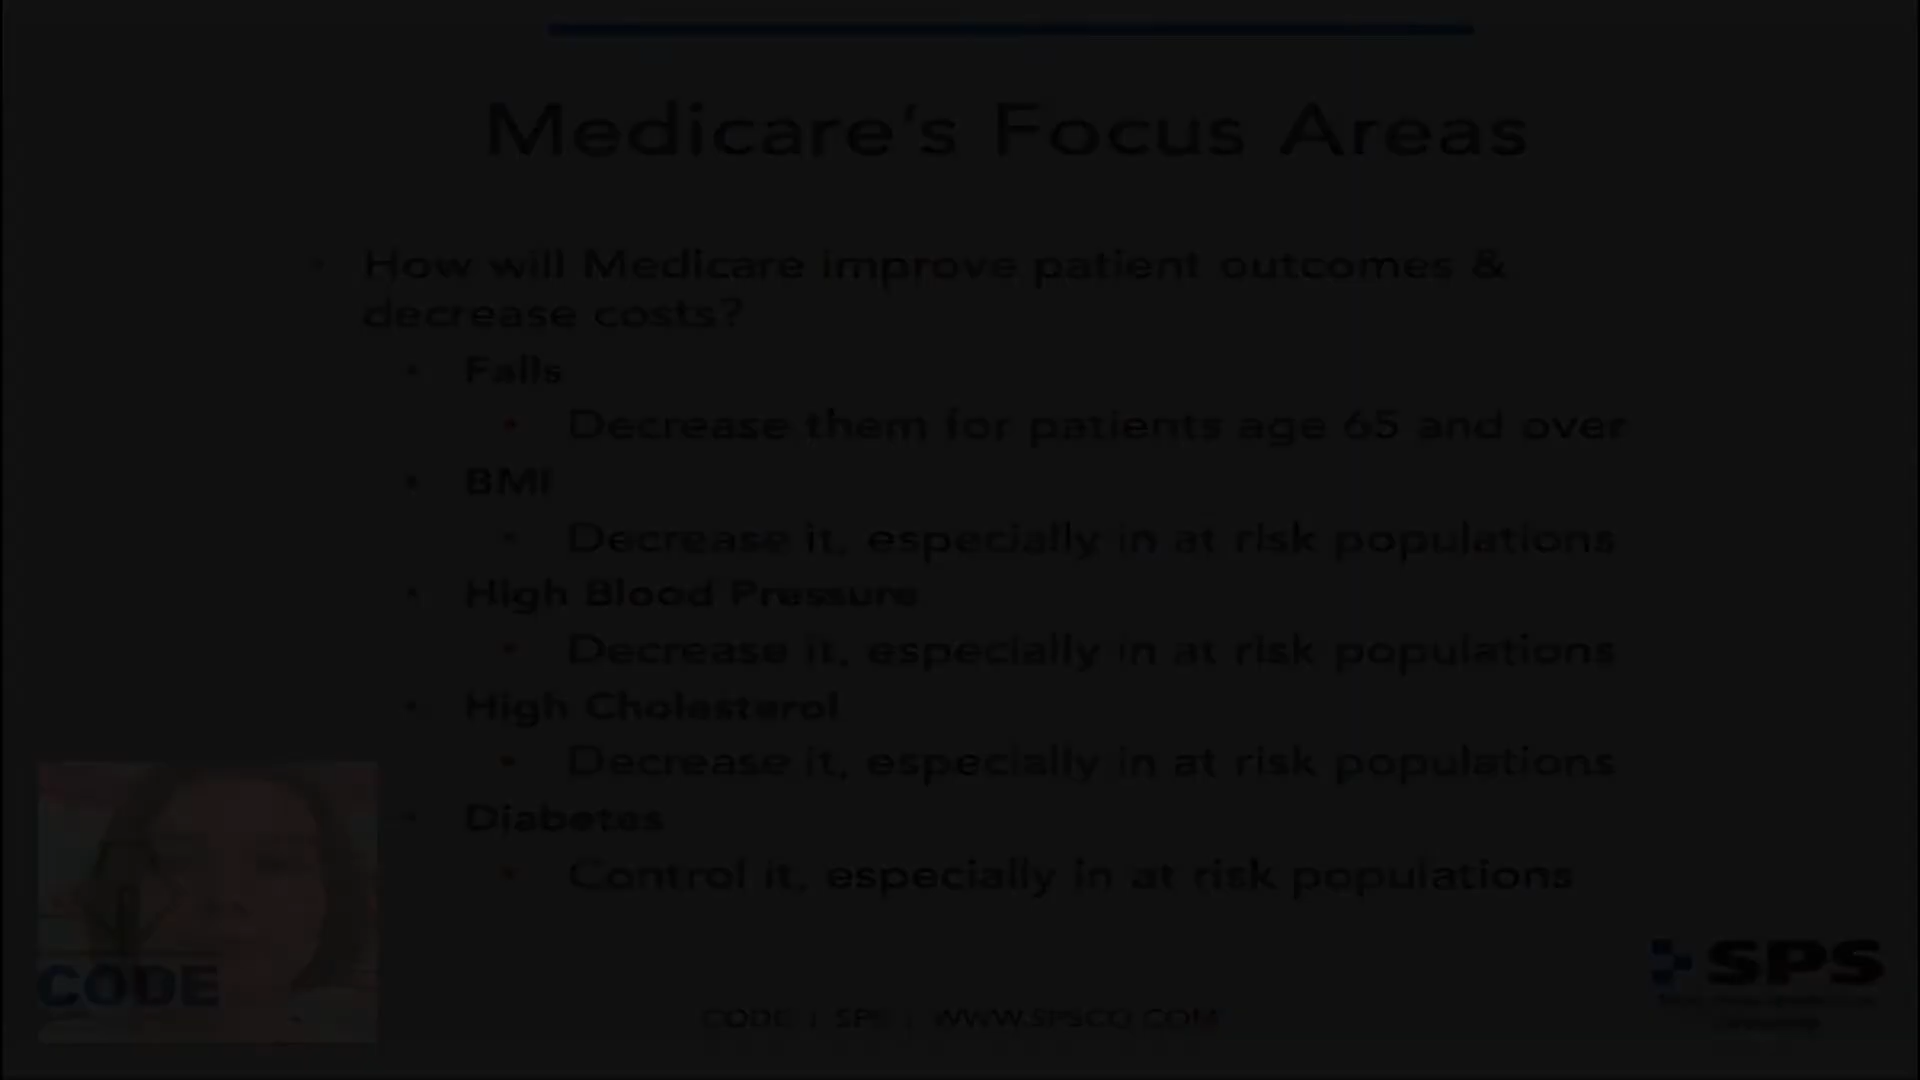 Medicare's Focus Areas
How will Medicare improve patient outcomes &
decrease costs?
Falls
Decrease them for patients age 65 and over
BMI
Decrease it, especially in at risk populations
High Blood Pressure
Decrease it, especially in at risk populations
High Cholesterol
Decrease it, especially in at risk populations
Diabetes
Control it, especially in at risk populations
CODE
SPS
CODE | SPS | WWW.SPSCO.COM